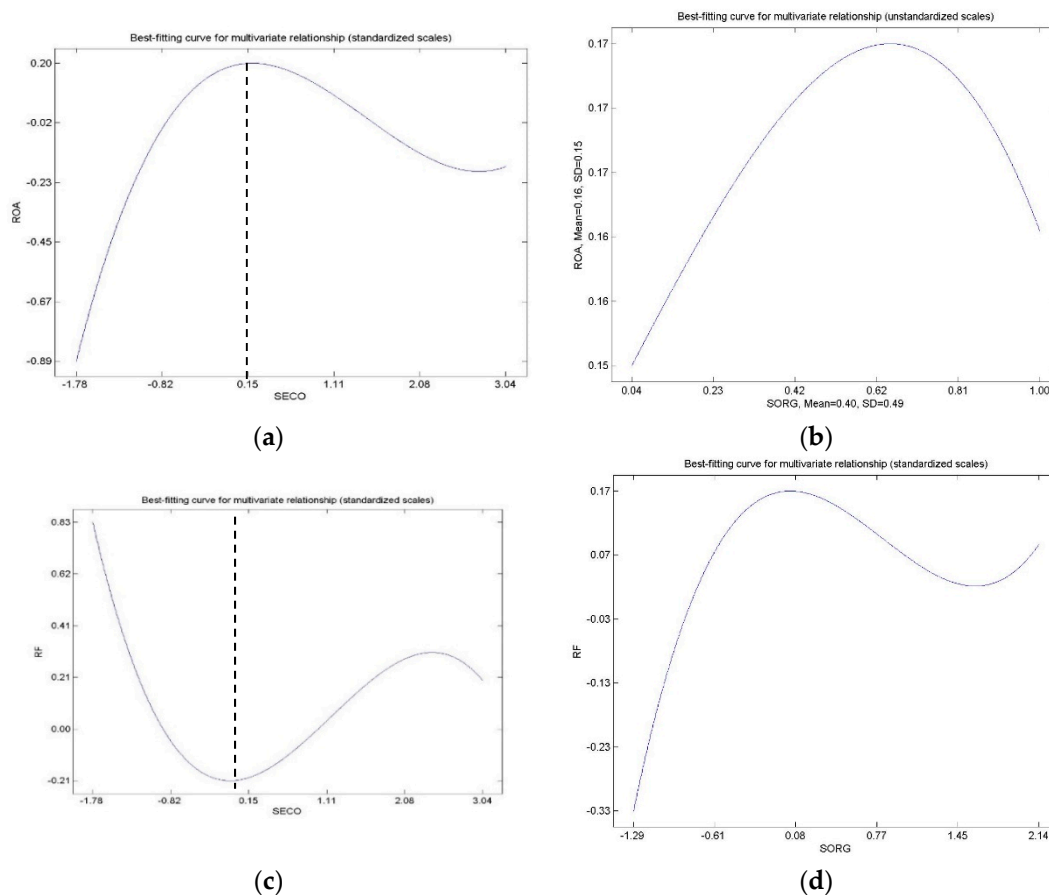 Best-fitting curve for multivariate relationship (standardized scales)
0.20
-0.02
-0.23
-0.45
-0.67
-0.89
ROA
-1.78 -0.82 0.15 1.11 2.08 3.04
SECO
(a)
Best-fitting curve for multivariate relationship (unstandardized scales)
0.17
0.17
0.17
0.16
0.16
0.15
ROA, Mean=0.16, SD=0.15
0.04 0.23 0.42 0.62 0.81 1.00
SORG, Mean=0.40, SD=0.49
(b)
Best-fitting curve for multivariate relationship (standardized scales)
0.83
0.62
0.41
0.21
0.00
-0.21
RF
-1.78 -0.82 0.15 1.11 2.08 3.04
SECO
(c)
Best-fitting curve for multivariate relationship (standardized scales)
0.17
0.07
-0.03
-0.13
-0.23
-0.33
RF
-1.29 -0.61 0.08 0.77 1.45 2.14
SORG
(d)